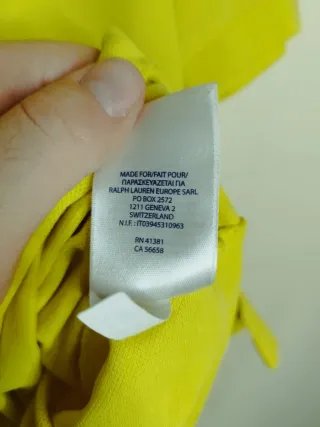 MADE FOR/FAIT POUR/
ΠΑΡΑΣΚΕΥΑΖΕΤΑΙ ΓΙΑ
RALPH LAUREN EUROPE SARL
PO BOX 2572
1211 GENEVA 2
SWITZERLAND
N.I.F.: IT03945310963
RN 41381
CA 56658